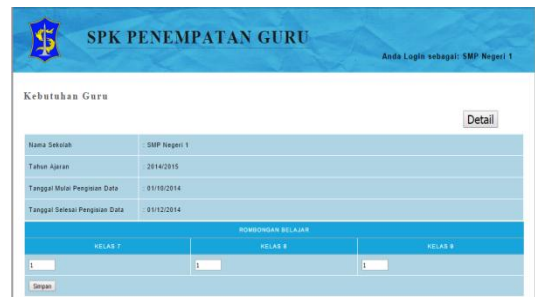 SPK PENEMPATAN GURU
Anda Login sebagai: SMP Negeri 1
Kebutuhan Guru
Detail
Nama Sekolah : SMP Negeri 1
Tahun Ajaran : 2014/2015
Tanggal Mulai Pengisian Data : 01/10/2014
Tanggal Selesai Pengisian Data : 01/12/2014
ROMBONGAN BELAJAR
KELAS 7 KELAS 8 KELAS 9
1 1 1
Simpan